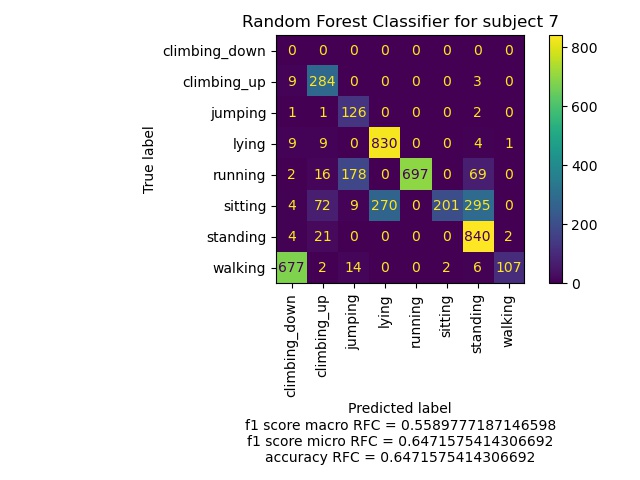 Random Forest Classifier for subject 7
climbing_down 0 0 0 0 0 0 0 0
climbing_up 9 284 0 0 0 0 3 0
jumping 1 1 126 0 0 0 2 0
lying 9 9 0 830 0 0 4 1
running 2 16 178 0 697 0 69 0
sitting 4 72 9 270 0 201 295 0
standing 4 21 0 0 0 0 840 2
walking 677 2 14 0 0 2 6 107
True label
climbing_down
climbing_up
jumping
lying
running
sitting
standing
walking
Predicted label
800
600
400
200
0
f1 score macro RFC = 0.5589777187146598
f1 score micro RFC = 0.6471575414306692
accuracy RFC = 0.6471575414306692